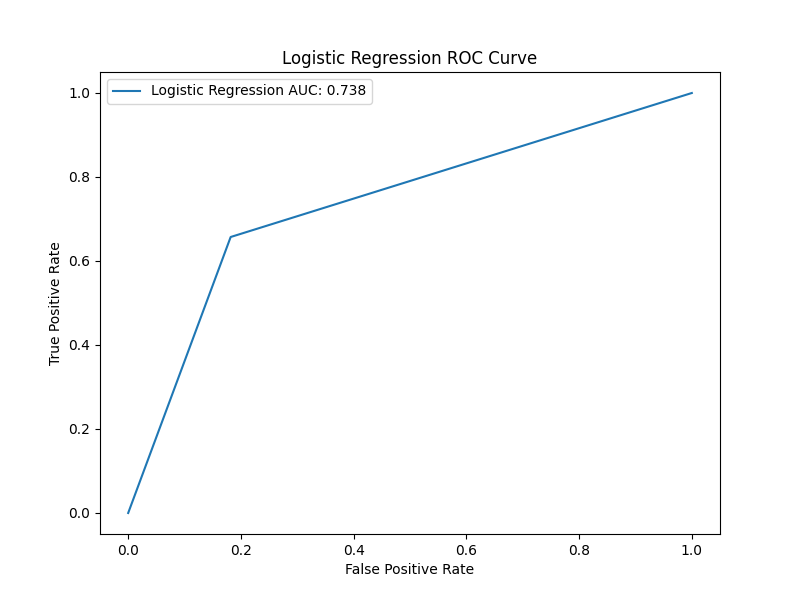 Logistic Regression ROC Curve
Logistic Regression AUC: 0.738
1.0
0.8
0.6
0.4
0.2
0.0
True Positive Rate
0.0 0.2 0.4 0.6 0.8 1.0
False Positive Rate